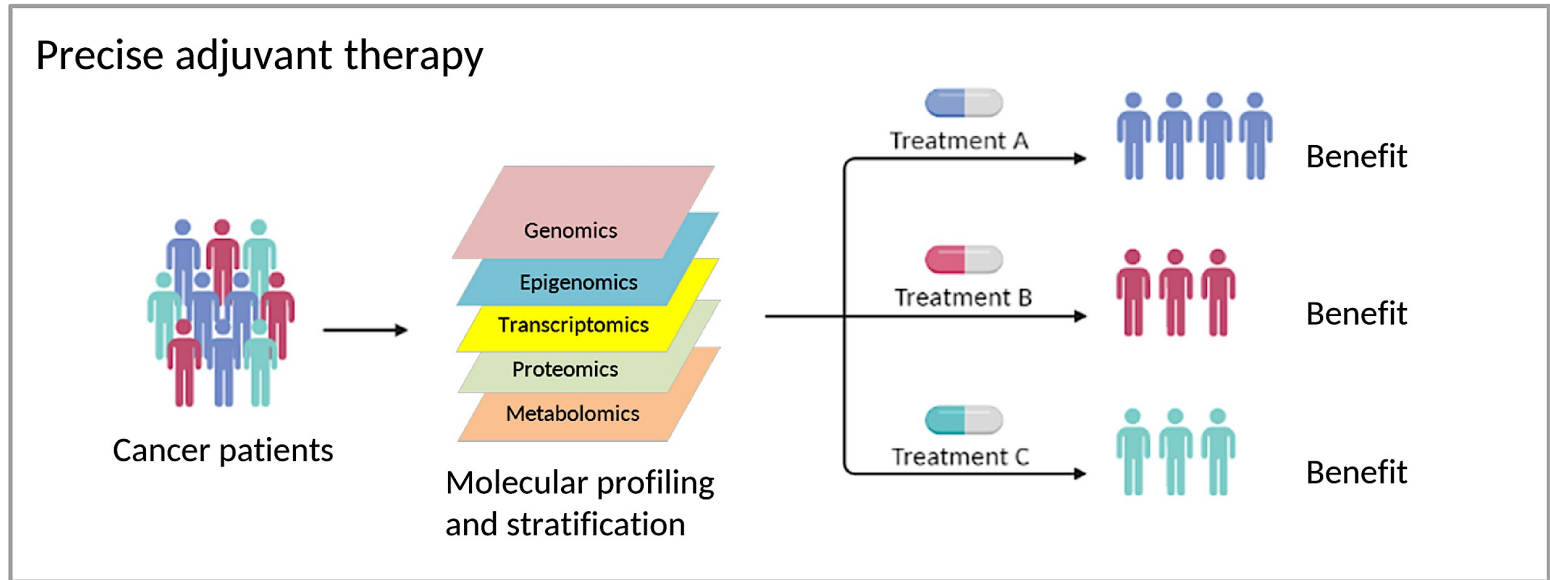 Precise adjuvant therapy
Cancer patients
Genomics
Epigenomics
Transcriptomics
Proteomics
Metabolomics
Molecular profiling
and stratification
Treatment A
Benefit
Treatment B
Benefit
Treatment C
Benefit